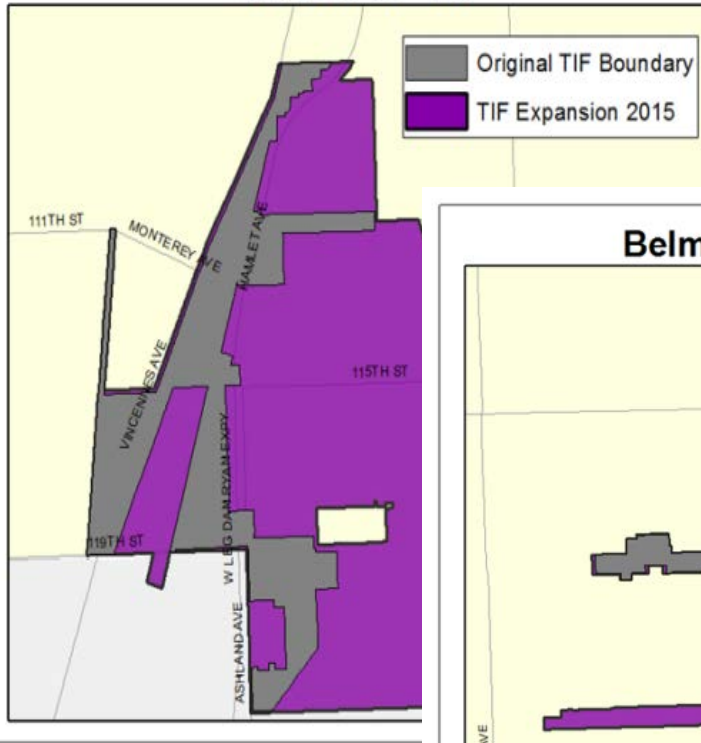 Original TIF Boundary
TIF Expansion 2015
111TH ST
MONTEREY AVE
HAMLET AVE
Belm
115TH ST
VINCENNES AVE
W LEG DAN RYAN EXPY
119TH ST
ASHLAND AVE
VE